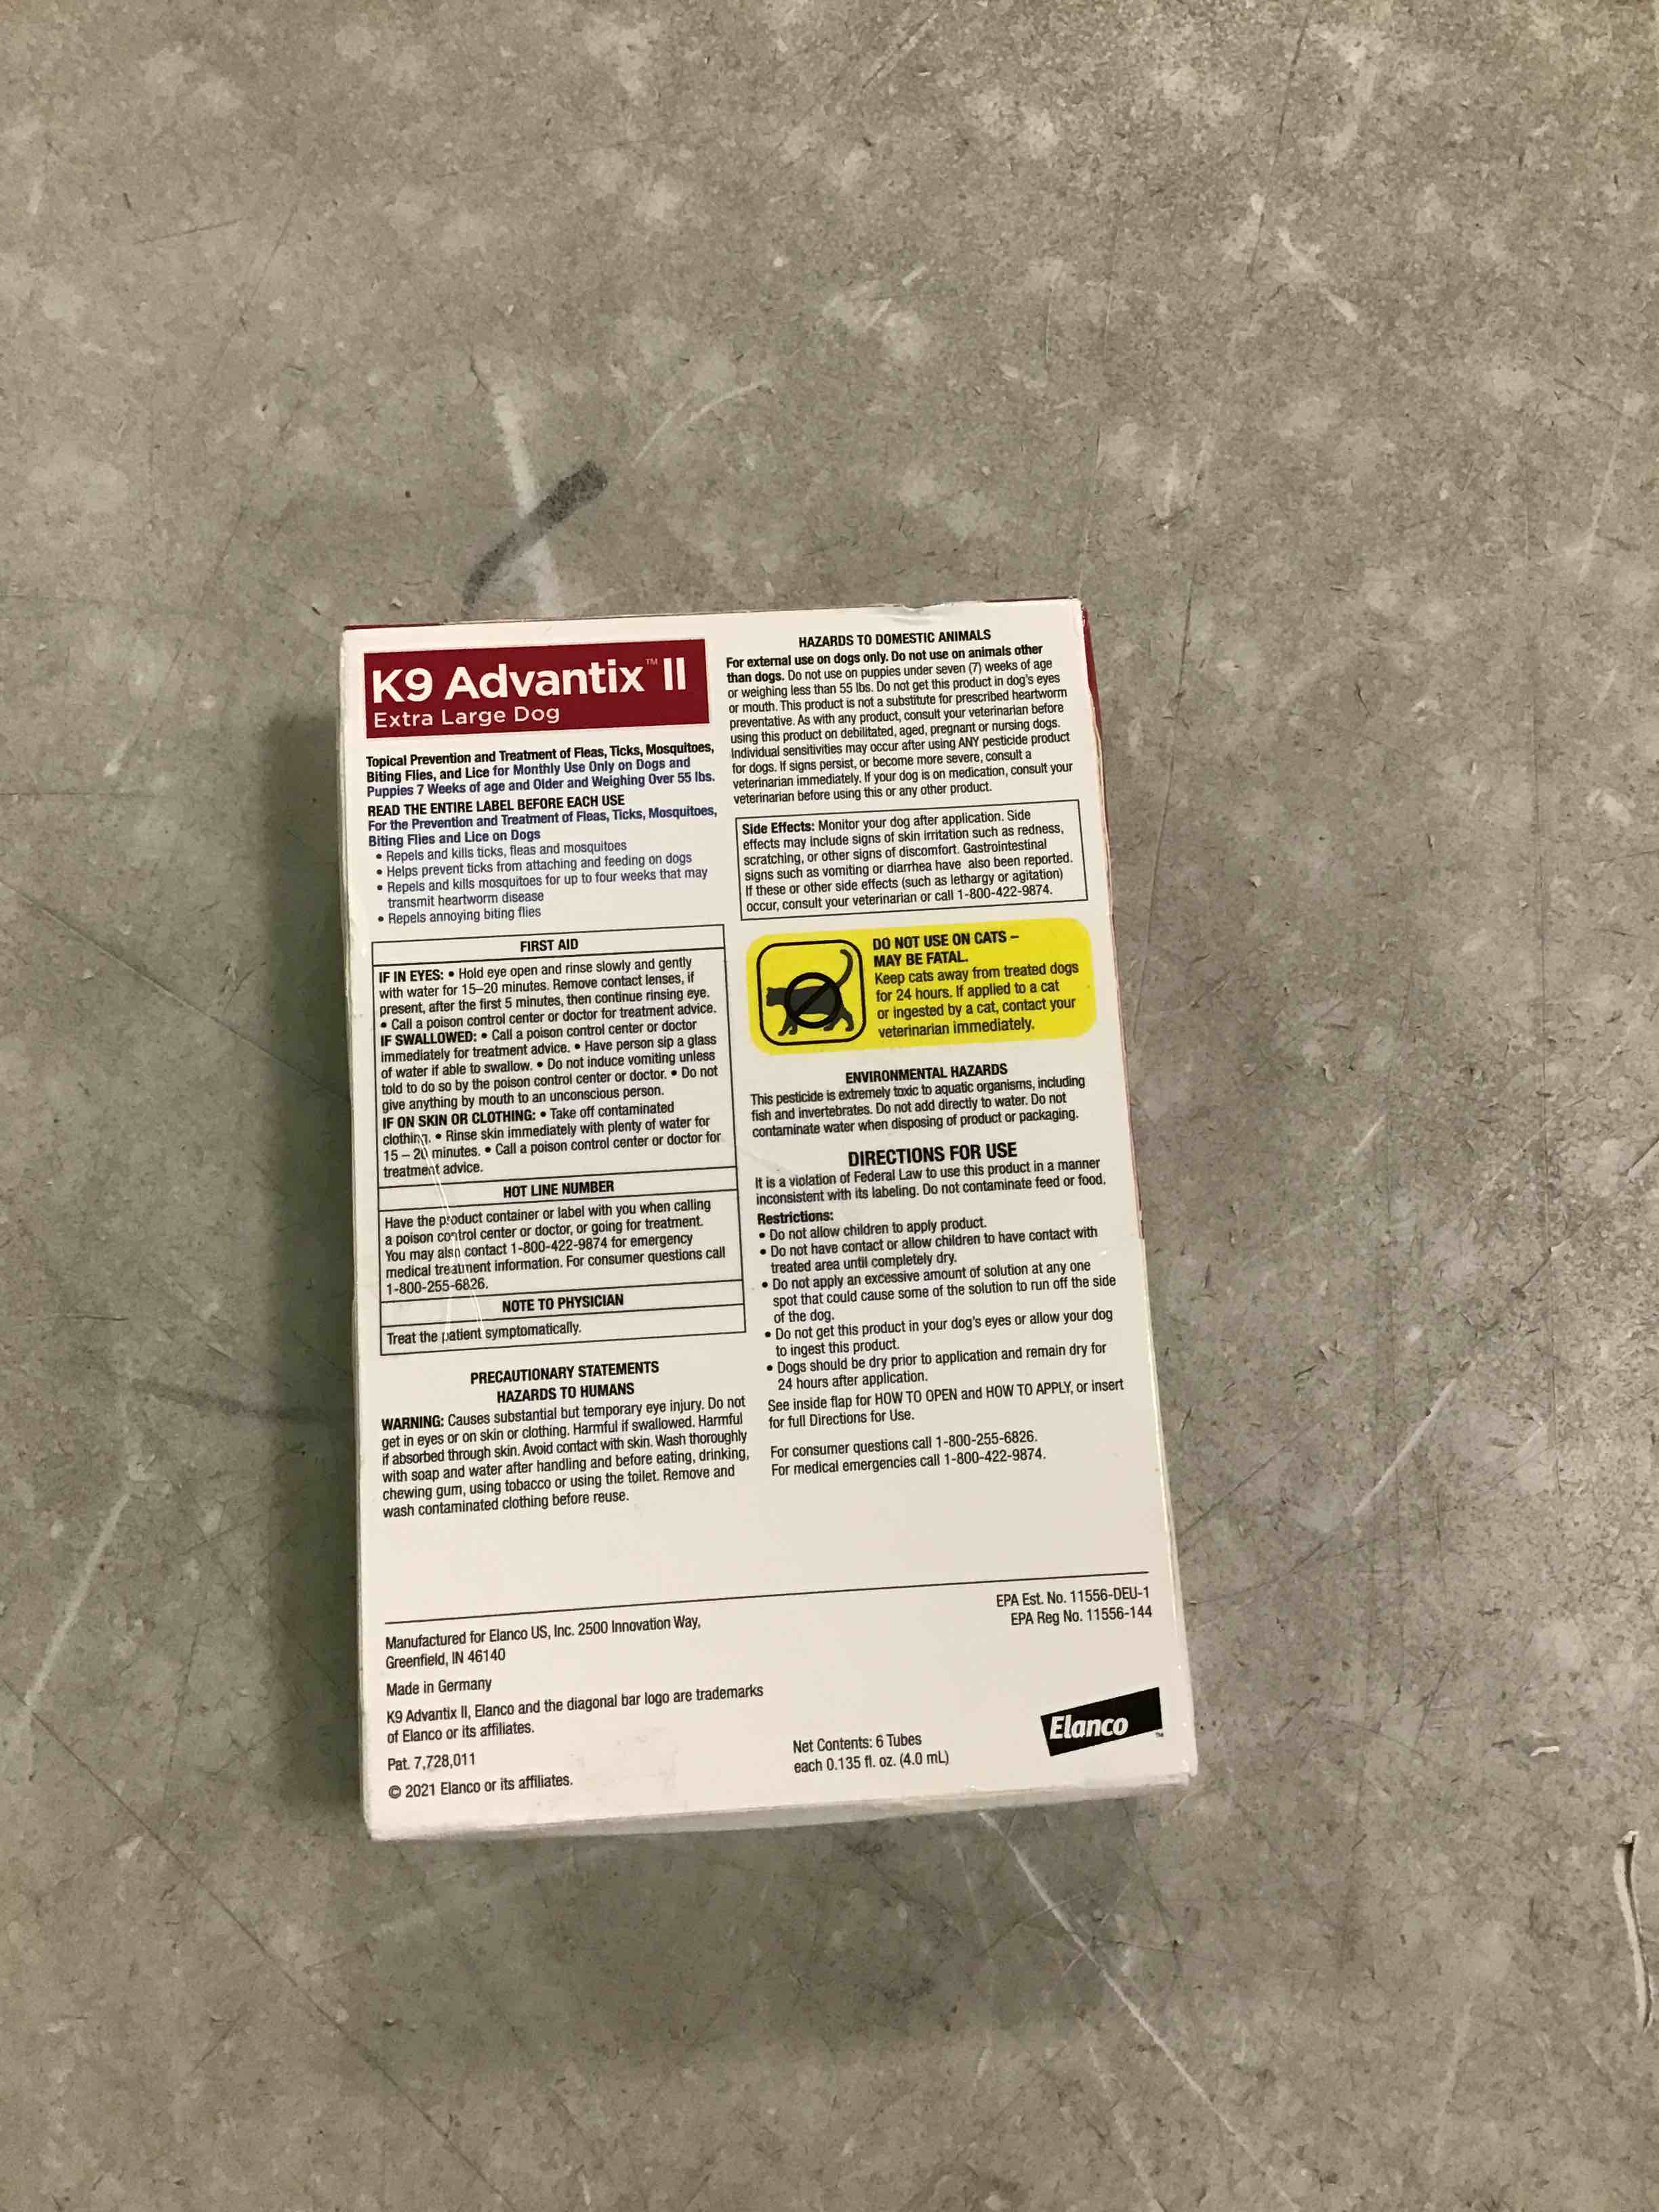 K9 Advantix™ II
Extra Large Dog
Topical Prevention and Treatment of Fleas, Ticks, Mosquitoes,
Biting Flies, and Lice for Monthly Use Only on Dogs and
Puppies 7 Weeks of age and Older and Weighing Over 55 lbs.
READ THE ENTIRE LABEL BEFORE EACH USE
For the Prevention and Treatment of Fleas, Ticks, Mosquitoes,
Biting Flies and Lice on Dogs
• Repels and kills ticks, fleas and mosquitoes
• Helps prevent ticks from attaching and feeding on dogs
• Repels and kills mosquitoes for up to four weeks that may
transmit heartworm disease
• Repels annoying biting flies
FIRST AID
IF IN EYES: • Hold eye open and rinse slowly and gently
with water for 15–20 minutes. Remove contact lenses, if
present, after the first 5 minutes, then continue rinsing eye.
• Call a poison control center or doctor for treatment advice.
IF SWALLOWED: • Call a poison control center or doctor
immediately for treatment advice. • Have person sip a glass
of water if able to swallow. • Do not induce vomiting unless
told to do so by the poison control center or doctor. • Do not
give anything by mouth to an unconscious person.
IF ON SKIN OR CLOTHING: • Take off contaminated
clothing. • Rinse skin immediately with plenty of water for
15 – 20 minutes. • Call a poison control center or doctor for
treatment advice.
HOT LINE NUMBER
Have the product container or label with you when calling
a poison control center or doctor, or going for treatment.
You may also contact 1-800-422-9874 for emergency
medical treatment information. For consumer questions call
1-800-255-6826.
NOTE TO PHYSICIAN
Treat the patient symptomatically.
PRECAUTIONARY STATEMENTS
HAZARDS TO HUMANS
WARNING: Causes substantial but temporary eye injury. Do not
get in eyes or on skin or clothing. Harmful if swallowed. Harmful
if absorbed through skin. Avoid contact with skin. Wash thoroughly
with soap and water after handling and before eating, drinking,
chewing gum, using tobacco or using the toilet. Remove and
wash contaminated clothing before reuse.
HAZARDS TO DOMESTIC ANIMALS
For external use on dogs only. Do not use on animals other
than dogs. Do not use on puppies under seven (7) weeks of age
or weighing less than 55 lbs. Do not get this product in dog's eyes
or mouth. This product is not a substitute for prescribed heartworm
preventative. As with any product, consult your veterinarian before
using this product on debilitated, aged, pregnant or nursing dogs.
Individual sensitivities may occur after using ANY pesticide product
for dogs. If signs persist, or become more severe, consult a
veterinarian immediately. If your dog is on medication, consult your
veterinarian before using this or any other product.
Side Effects: Monitor your dog after application. Side
effects may include signs of skin irritation such as redness,
scratching, or other signs of discomfort. Gastrointestinal
signs such as vomiting or diarrhea have also been reported.
If these or other side effects (such as lethargy or agitation)
occur, consult your veterinarian or call 1-800-422-9874.
DO NOT USE ON CATS –
MAY BE FATAL.
Keep cats away from treated dogs
for 24 hours. If applied to a cat
or ingested by a cat, contact your
veterinarian immediately.
ENVIRONMENTAL HAZARDS
This pesticide is extremely toxic to aquatic organisms, including
fish and invertebrates. Do not add directly to water. Do not
contaminate water when disposing of product or packaging.
DIRECTIONS FOR USE
It is a violation of Federal Law to use this product in a manner
inconsistent with its labeling. Do not contaminate feed or food.
Restrictions:
• Do not allow children to apply product.
• Do not have contact or allow children to have contact with
treated area until completely dry.
• Do not apply an excessive amount of solution at any one
spot that could cause some of the solution to run off the side
of the dog.
• Do not get this product in your dog's eyes or allow your dog
to ingest this product.
• Dogs should be dry prior to application and remain dry for
24 hours after application.
See inside flap for HOW TO OPEN and HOW TO APPLY, or insert
for full Directions for Use.
For consumer questions call 1-800-255-6826.
For medical emergencies call 1-800-422-9874.
Manufactured for Elanco US, Inc. 2500 Innovation Way,
Greenfield, IN 46140
Made in Germany
K9 Advantix II, Elanco and the diagonal bar logo are trademarks
of Elanco or its affiliates.
Pat. 7,728,011
© 2021 Elanco or its affiliates.
EPA Est. No. 11556-DEU-1
EPA Reg No. 11556-144
Net Contents: 6 Tubes
each 0.135 fl. oz. (4.0 mL)
Elanco™